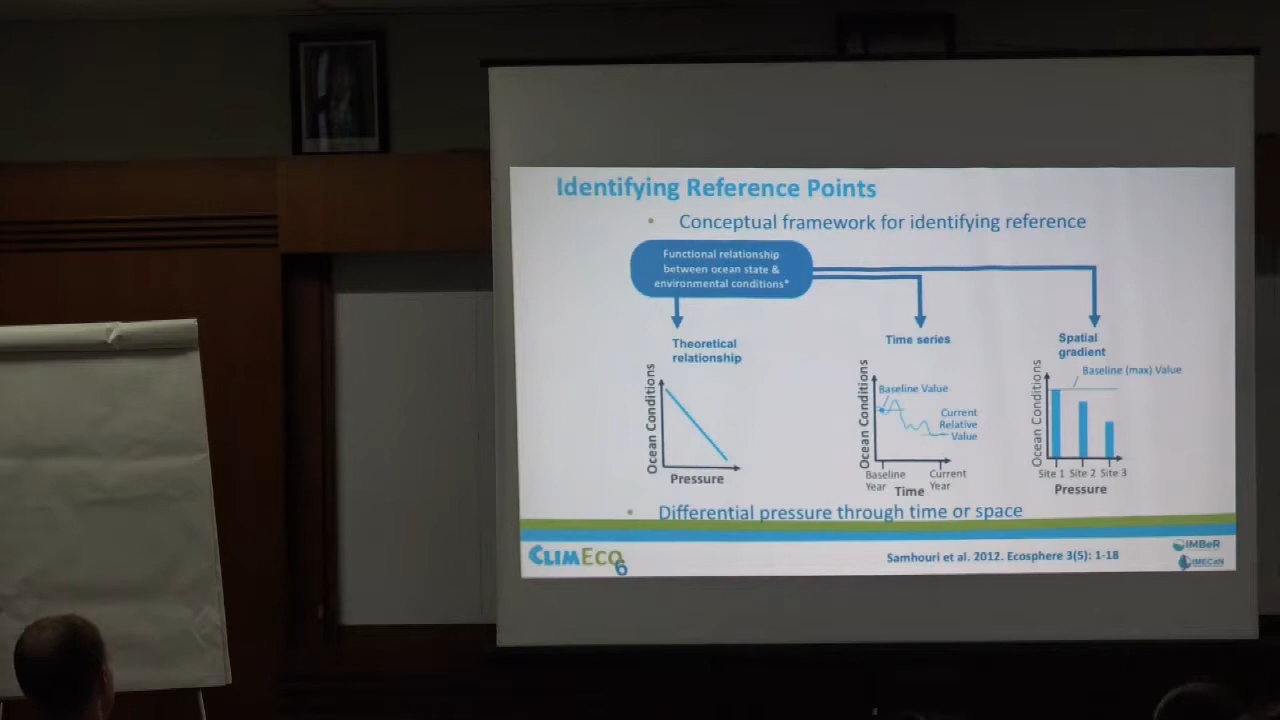 Identifying Reference Points
• Conceptual framework for identifying reference
Functional relationship
between ocean state &
environmental conditions*
Theoretical
relationship
Ocean Conditions
Pressure
Time series
Ocean Conditions
Baseline Value
Current
Relative
Value
Baseline
Year
Current
Year
Time
Spatial
gradient
Ocean Conditions
Baseline (max) Value
Site 1 Site 2 Site 3
Pressure
• Differential pressure through time or space
CLIMECO
6
Samhouri et al. 2012. Ecosphere 3(5): 1-18
IMBeR
IMECaN